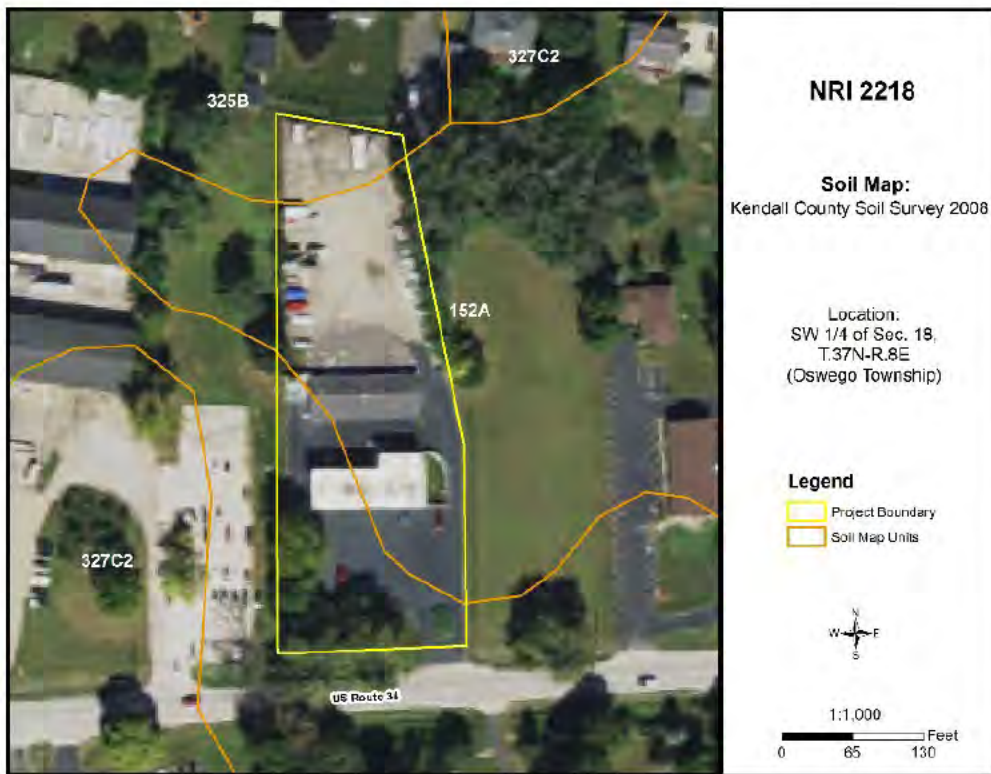 327C2
325B
152A
327C2
US Route 34
NRI 2218
Soil Map:
Kendall County Soil Survey 2008
Location:
SW 1/4 of Sec. 18,
T.37N-R.8E
(Oswego Township)
Legend
Project Boundary
Soil Map Units
N
W E
S
1:1,000
Feet
0 65 130